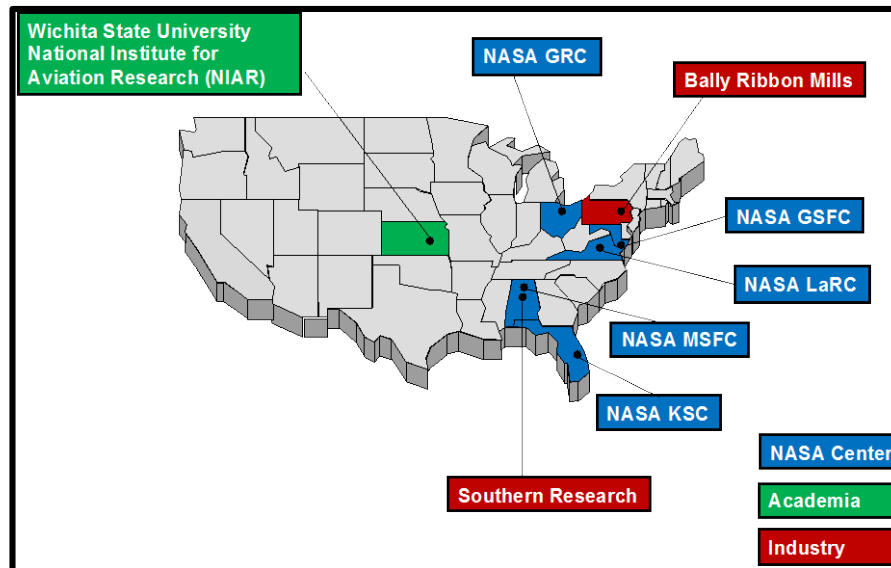 Wichita State University
National Institute for
Aviation Research (NIAR)
NASA GRC
Bally Ribbon Mills
NASA GSFC
NASA LaRC
NASA MSFC
NASA KSC
Southern Research
NASA Center
Academia
Industry